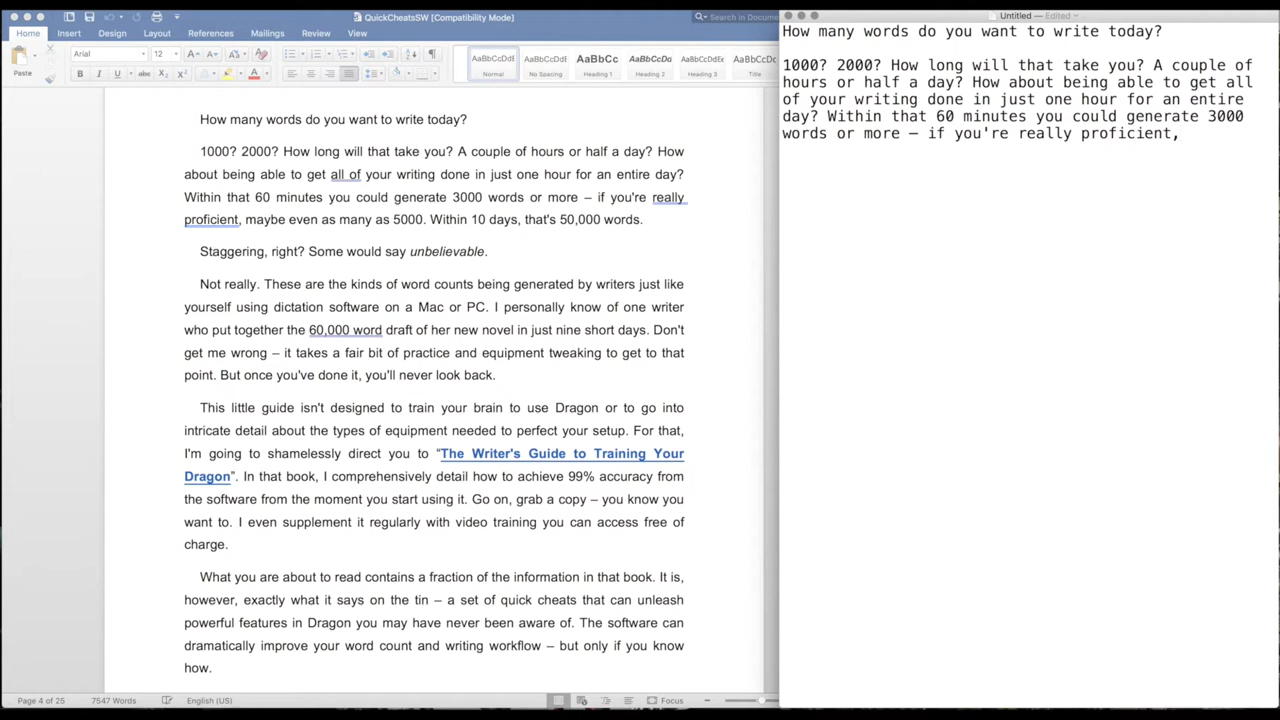 QuickCheatsSW [Compatibility Mode]
Search in Docume
Home Insert Design Layout References Mailings Review View
Paste
Arial 12
AaBbCcDdE AaBbCcDdE AaBbCc AaBbCcDd AaBbCcDdE AaBbCcD
Normal No Spacing Heading 1 Heading 2 Heading 3 Title
How many words do you want to write today?
1000? 2000? How long will that take you? A couple of hours or half a day? How
about being able to get all of your writing done in just one hour for an entire day?
Within that 60 minutes you could generate 3000 words or more – if you're really
proficient, maybe even as many as 5000. Within 10 days, that's 50,000 words.
Staggering, right? Some would say unbelievable.
Not really. These are the kinds of word counts being generated by writers just like
yourself using dictation software on a Mac or PC. I personally know of one writer
who put together the 60,000 word draft of her new novel in just nine short days. Don't
get me wrong – it takes a fair bit of practice and equipment tweaking to get to that
point. But once you've done it, you'll never look back.
This little guide isn't designed to train your brain to use Dragon or to go into
intricate detail about the types of equipment needed to perfect your setup. For that,
I'm going to shamelessly direct you to “The Writer's Guide to Training Your
Dragon”. In that book, I comprehensively detail how to achieve 99% accuracy from
the software from the moment you start using it. Go on, grab a copy – you know you
want to. I even supplement it regularly with video training you can access free of
charge.
What you are about to read contains a fraction of the information in that book. It is,
however, exactly what it says on the tin – a set of quick cheats that can unleash
powerful features in Dragon you may have never been aware of. The software can
dramatically improve your word count and writing workflow – but only if you know
how.
Page 4 of 25 7547 Words English (US) Focus
Untitled — Edited
How many words do you want to write today?
1000? 2000? How long will that take you? A couple of
hours or half a day? How about being able to get all
of your writing done in just one hour for an entire
day? Within that 60 minutes you could generate 3000
words or more – if you're really proficient,